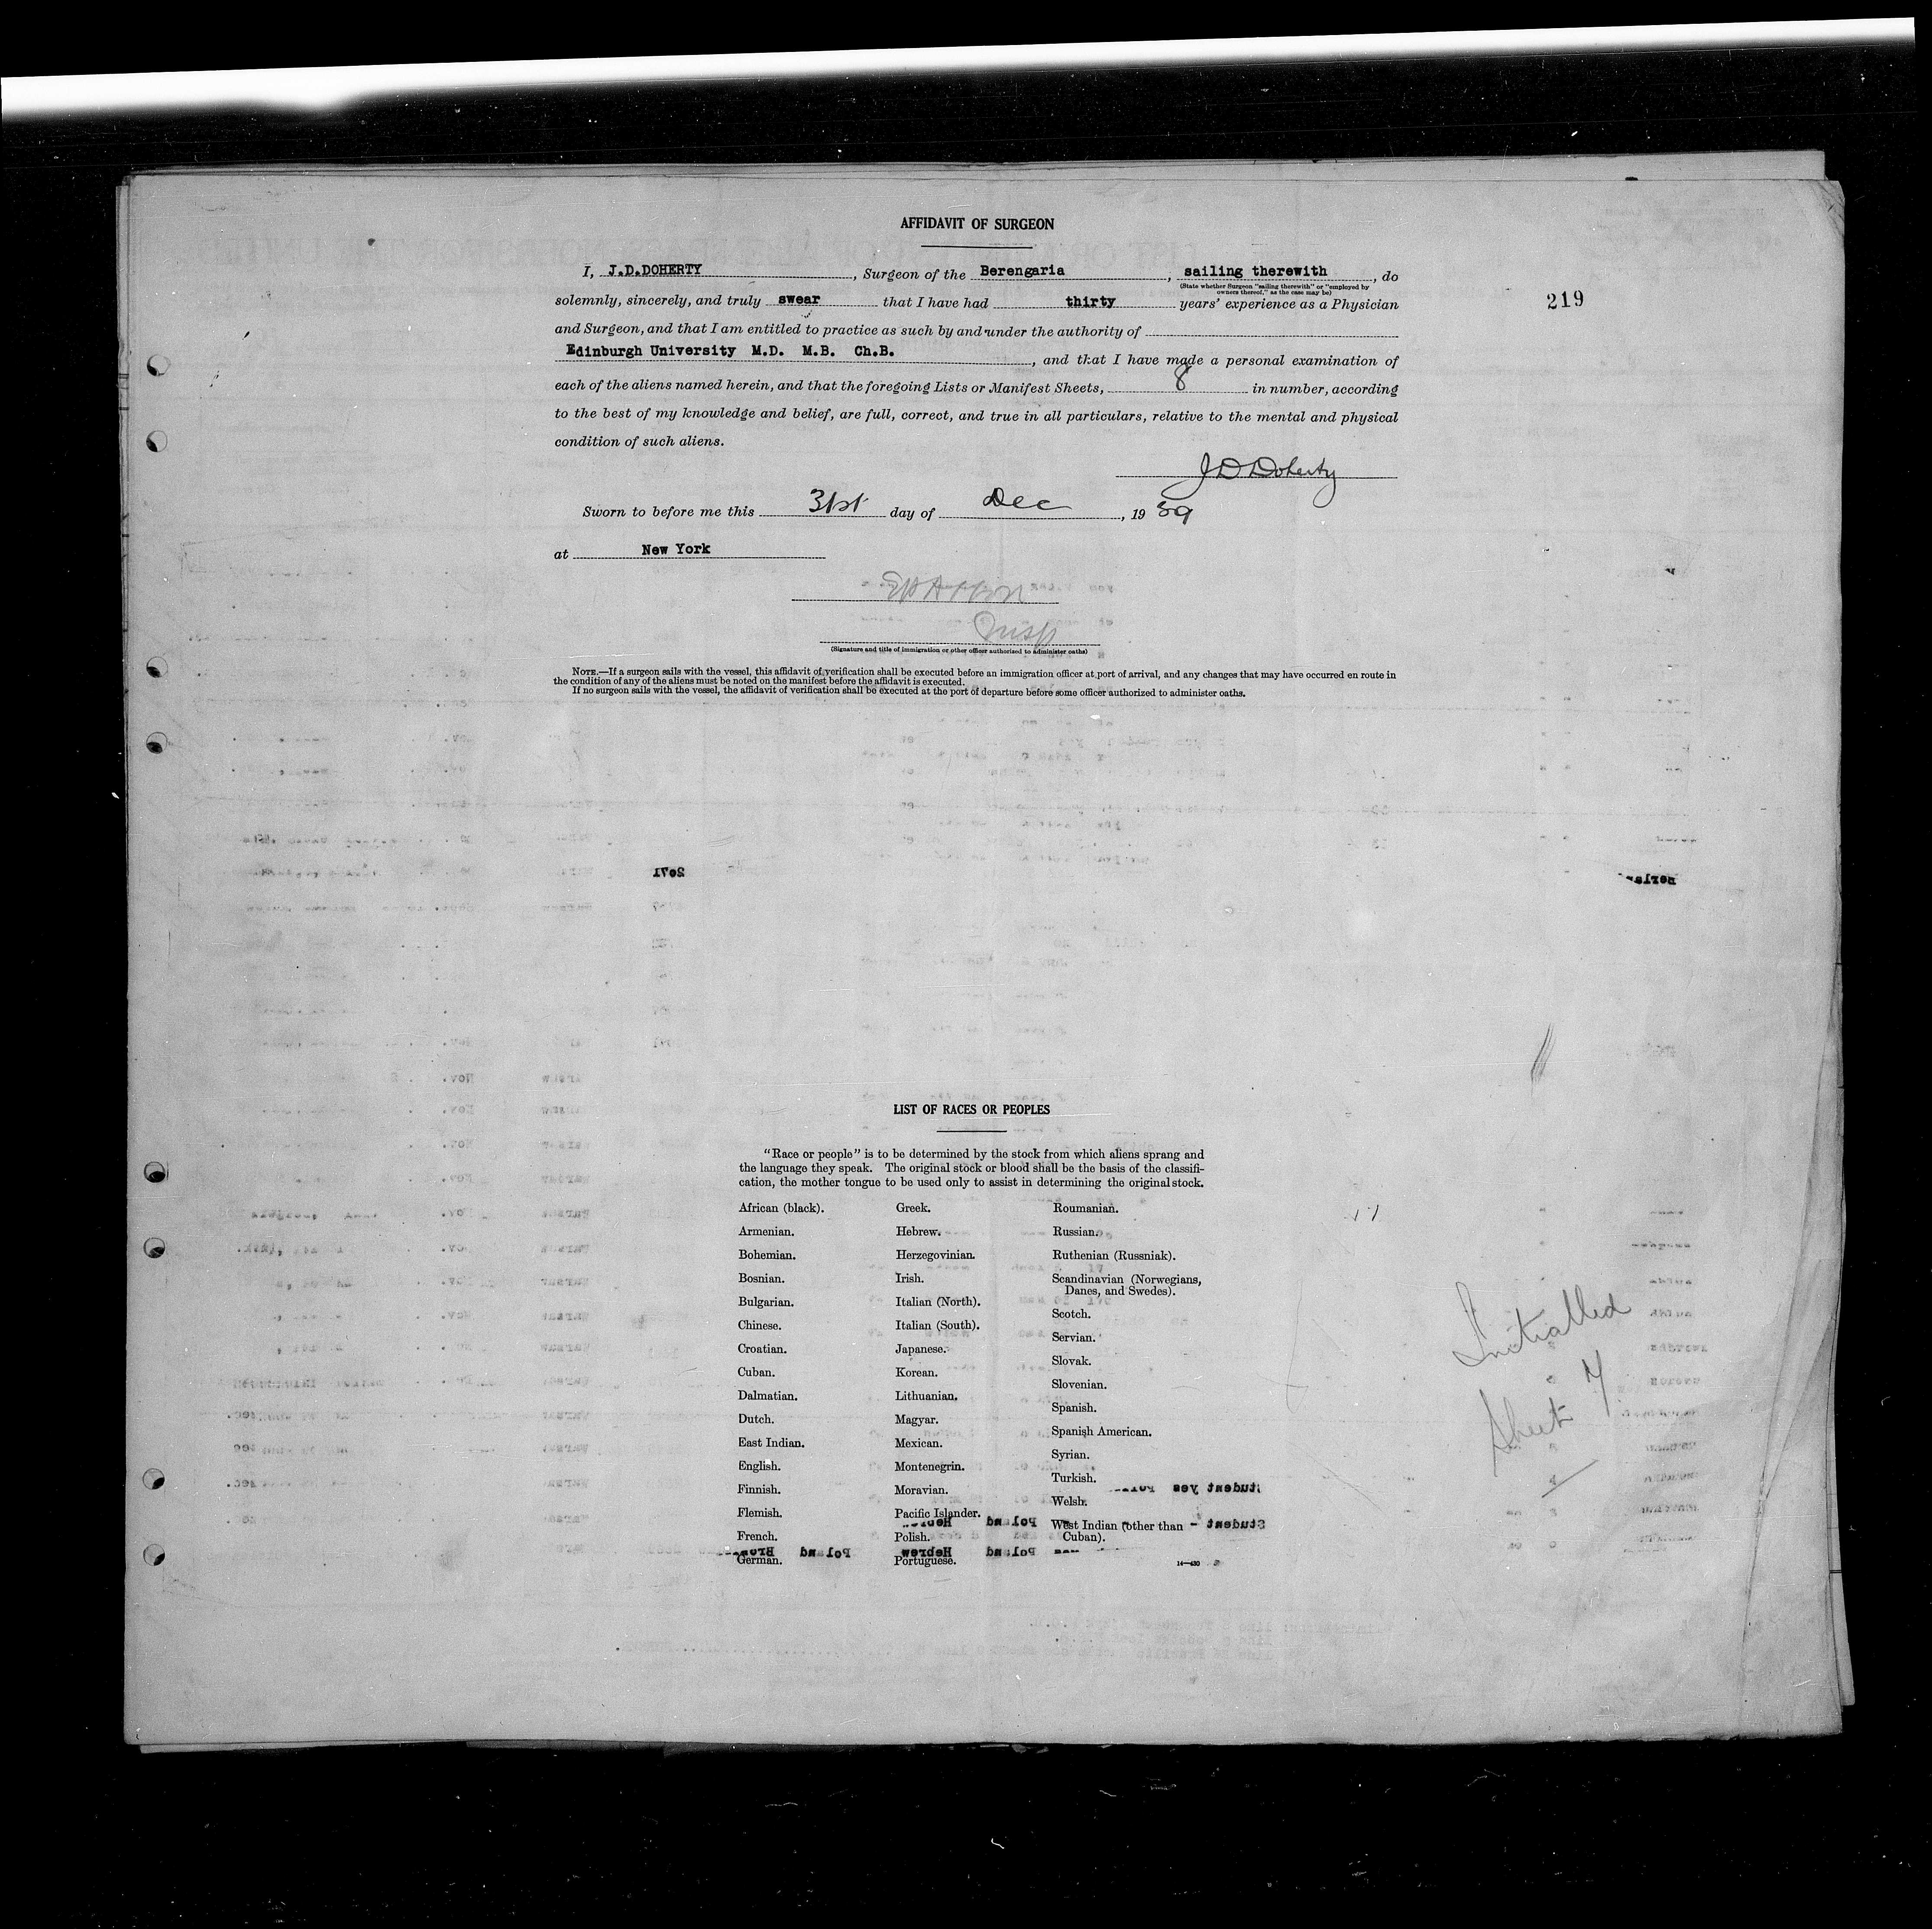 AFFIDAVIT OF SURGEON
I, J.D.DOHERTY, Surgeon of the Berengaria, sailing therewith, do
(State whether Surgeon "sailing therewith" or "employed by
owners thereof," as the case may be)
219
solemnly, sincerely, and truly swear that I have had thirty years' experience as a Physician
and Surgeon, and that I am entitled to practice as such by and under the authority of
Edinburgh University M.D. M.B. Ch.B., and that I have made a personal examination of
each of the aliens named herein, and that the foregoing Lists or Manifest Sheets, 8 in number, according
to the best of my knowledge and belief, are full, correct, and true in all particulars, relative to the mental and physical
condition of such aliens.
J D Doherty
Sworn to before me this 31st day of Dec, 19
at New York
Insp
(Signature and title of immigration or other officer authorized to administer oaths)
NOTE.—If a surgeon sails with the vessel, this affidavit of verification shall be executed before an immigration officer at port of arrival, and any changes that may have occurred en route in
the condition of any of the aliens must be noted on the manifest before the affidavit is executed.
If no surgeon sails with the vessel, the affidavit of verification shall be executed at the port of departure before some officer authorized to administer oaths.
LIST OF RACES OR PEOPLES
"Race or people" is to be determined by the stock from which aliens sprang and
the language they speak. The original stock or blood shall be the basis of the classifi-
cation, the mother tongue to be used only to assist in determining the original stock.
African (black).
Armenian.
Bohemian.
Bosnian.
Bulgarian.
Chinese.
Croatian.
Cuban.
Dalmatian.
Dutch.
East Indian.
English.
Finnish.
Flemish.
French.
German.
Greek.
Hebrew.
Herzegovinian.
Irish.
Italian (North).
Italian (South).
Japanese.
Korean.
Lithuanian.
Magyar.
Mexican.
Montenegrin.
Moravian.
Pacific Islander.
Polish.
Portuguese.
Roumanian.
Russian.
Ruthenian (Russniak).
Scandinavian (Norwegians,
Danes, and Swedes).
Scotch.
Servian.
Slovak.
Slovenian.
Spanish.
Spanish American.
Syrian.
Turkish.
Welsh.
West Indian (other than
Cuban).
14—430
Initialled
Sheet 7